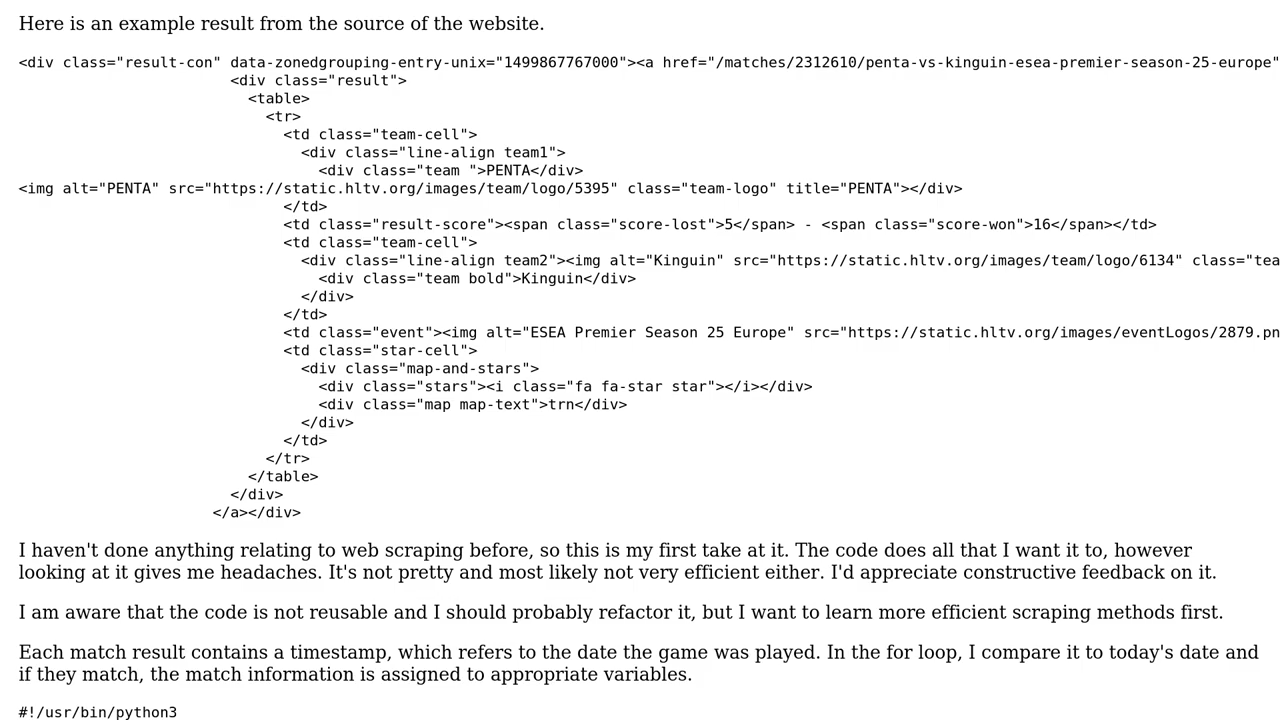 Here is an example result from the source of the website.
<div class="result-con" data-zonedgrouping-entry-unix="1499867767000"><a href="/matches/2312610/penta-vs-kinguin-esea-premier-season-25-europe"
<div class="result">
<table>
<tr>
<td class="team-cell">
<div class="line-align team1">
<div class="team ">PENTA</div>
<img alt="PENTA" src="https://static.hltv.org/images/team/logo/5395" class="team-logo" title="PENTA"></div>
</td>
<td class="result-score"><span class="score-lost">5</span> - <span class="score-won">16</span></td>
<td class="team-cell">
<div class="line-align team2"><img alt="Kinguin" src="https://static.hltv.org/images/team/logo/6134" class="tea
<div class="team bold">Kinguin</div>
</div>
</td>
<td class="event"><img alt="ESEA Premier Season 25 Europe" src="https://static.hltv.org/images/eventLogos/2879.pn
<td class="star-cell">
<div class="map-and-stars">
<div class="stars"><i class="fa fa-star star"></i></div>
<div class="map map-text">trn</div>
</div>
</td>
</tr>
</table>
</div>
</a></div>
I haven't done anything relating to web scraping before, so this is my first take at it. The code does all that I want it to, however
looking at it gives me headaches. It's not pretty and most likely not very efficient either. I'd appreciate constructive feedback on it.
I am aware that the code is not reusable and I should probably refactor it, but I want to learn more efficient scraping methods first.
Each match result contains a timestamp, which refers to the date the game was played. In the for loop, I compare it to today's date and
if they match, the match information is assigned to appropriate variables.
#!/usr/bin/python3